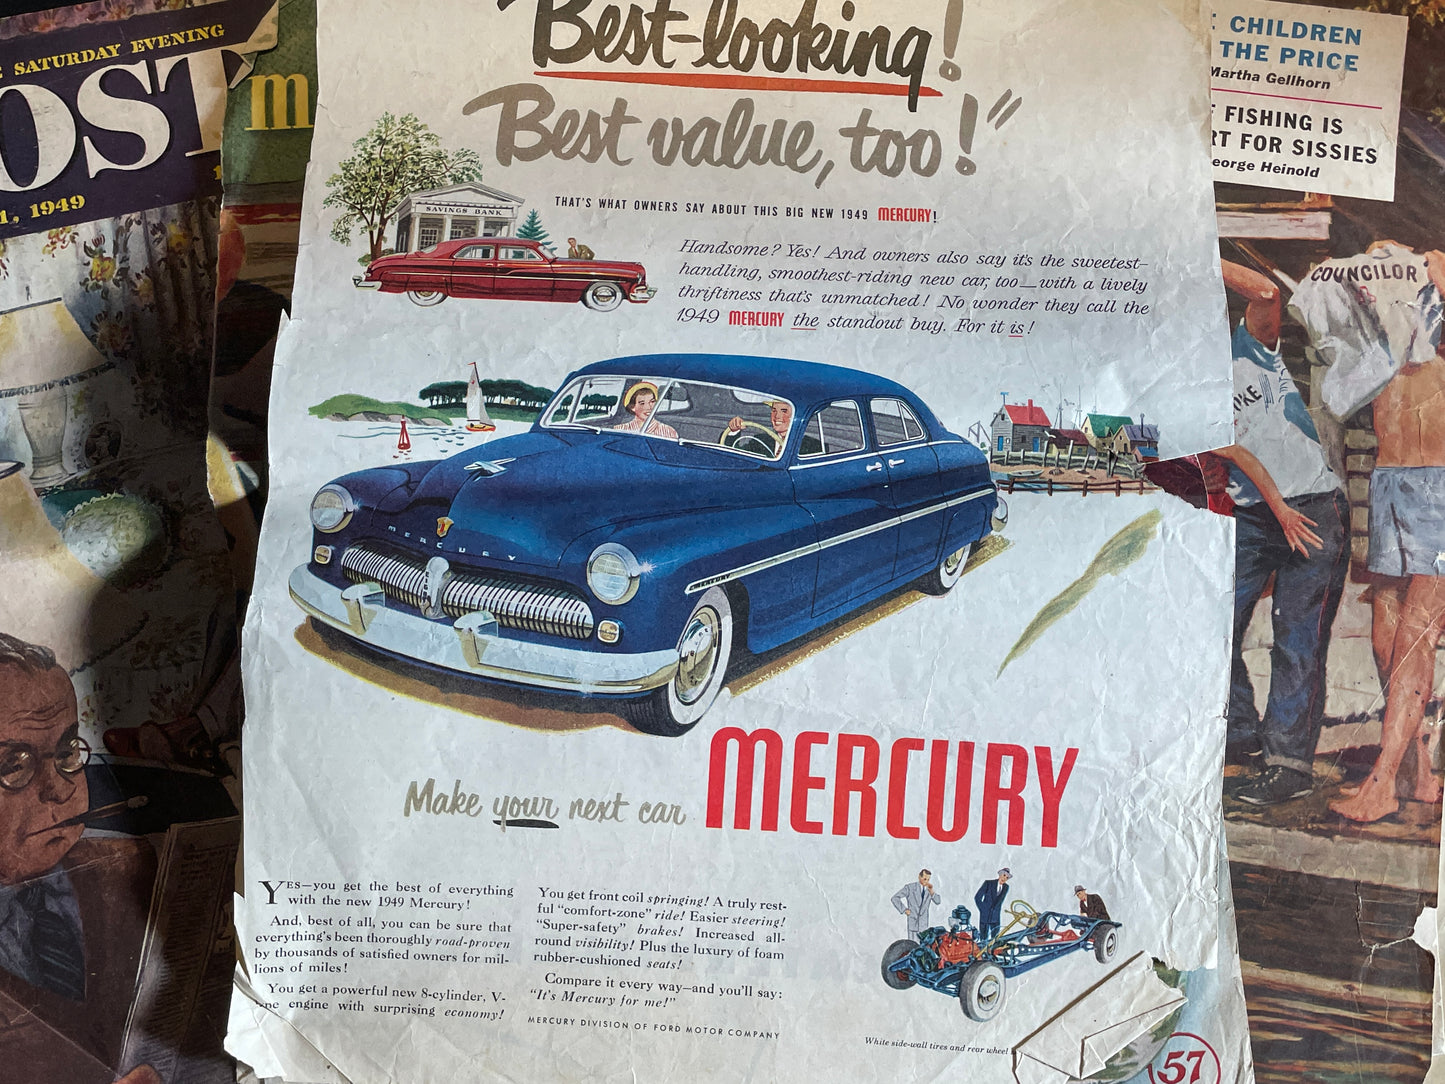 SATURDAY EVENING
OST
1, 1949
m
"Best-looking!
Best value, too!"
SAVINGS BANK
THAT'S WHAT OWNERS SAY ABOUT THIS BIG NEW 1949 MERCURY!
Handsome? Yes! And owners also say it's the sweetest-
handling, smoothest-riding new car, too—with a lively
thriftiness that's unmatched! No wonder they call the
1949 MERCURY the standout buy. For it is!
MERCURY
EIGHT
MERCURY
Make your next car MERCURY
YES—you get the best of everything
with the new 1949 Mercury!
And, best of all, you can be sure that
everything's been thoroughly road-proven
by thousands of satisfied owners for mil-
lions of miles!
You get a powerful new 8-cylinder, V-
engine with surprising economy!
You get front coil springing! A truly rest-
ful "comfort-zone" ride! Easier steering!
"Super-safety" brakes! Increased all-
round visibility! Plus the luxury of foam
rubber-cushioned seats!
Compare it every way—and you'll say:
"It's Mercury for me!"
MERCURY DIVISION OF FORD MOTOR COMPANY
White side-wall tires and rear wheel
57
CHILDREN
THE PRICE
Martha Gellhorn
F FISHING IS
RT FOR SISSIES
eorge Heinold
COUNCILOR